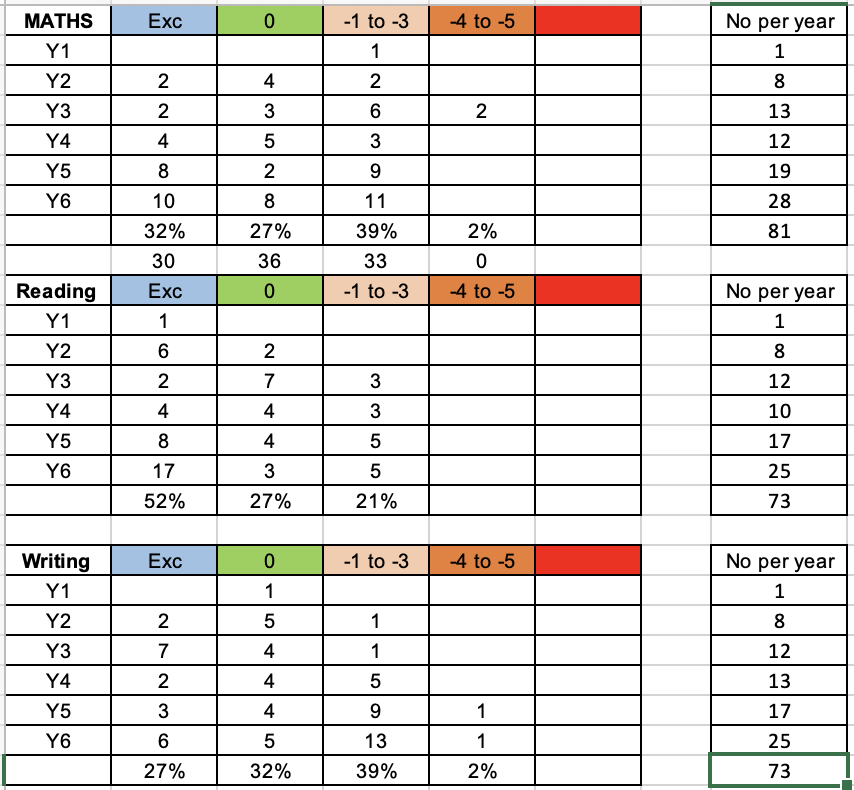 MATHS Exc 0 -1 to -3 -4 to -5 No per year
Y1 1 1
Y2 2 4 2 8
Y3 2 3 6 2 13
Y4 4 5 3 12
Y5 8 2 9 19
Y6 10 8 11 28
32% 27% 39% 2% 81
30 36 33 0
Reading Exc 0 -1 to -3 -4 to -5 No per year
Y1 1 1
Y2 6 2 8
Y3 2 7 3 12
Y4 4 4 3 10
Y5 8 4 5 17
Y6 17 3 5 25
52% 27% 21% 73
Writing Exc 0 -1 to -3 -4 to -5 No per year
Y1 1 1
Y2 2 5 1 8
Y3 7 4 1 12
Y4 2 4 5 13
Y5 3 4 9 1 17
Y6 6 5 13 1 25
27% 32% 39% 2% 73